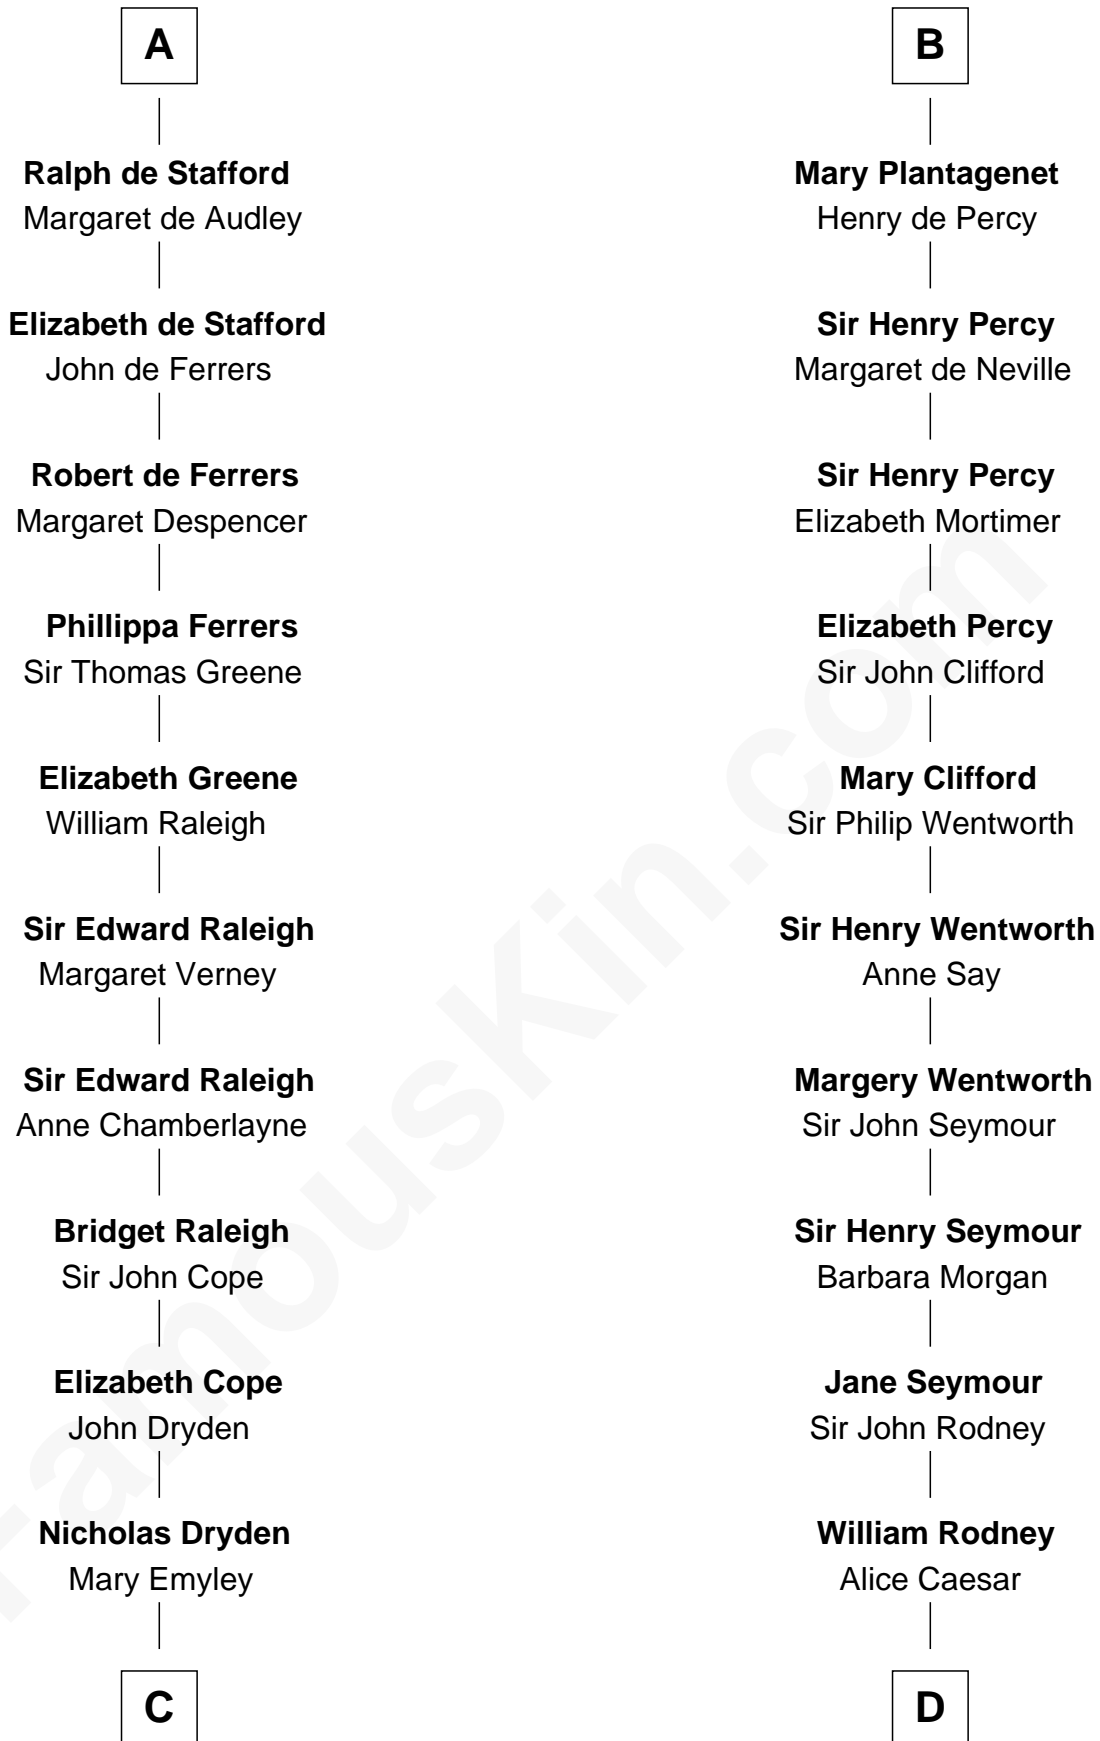 A
Ralph de Stafford
Margaret de Audley
Elizabeth de Stafford
John de Ferrers
Robert de Ferrers
Margaret Despencer
Phillippa Ferrers
Sir Thomas Greene
Elizabeth Greene
William Raleigh
Sir Edward Raleigh
Margaret Verney
Sir Edward Raleigh
Anne Chamberlayne
Bridget Raleigh
Sir John Cope
Elizabeth Cope
John Dryden
Nicholas Dryden
Mary Emyley
C
B
Mary Plantagenet
Henry de Percy
Sir Henry Percy
Margaret de Neville
Sir Henry Percy
Elizabeth Mortimer
Elizabeth Percy
Sir John Clifford
Mary Clifford
Sir Philip Wentworth
Sir Henry Wentworth
Anne Say
Margery Wentworth
Sir John Seymour
Sir Henry Seymour
Barbara Morgan
Jane Seymour
Sir John Rodney
William Rodney
Alice Caesar
D
FamousKin.com